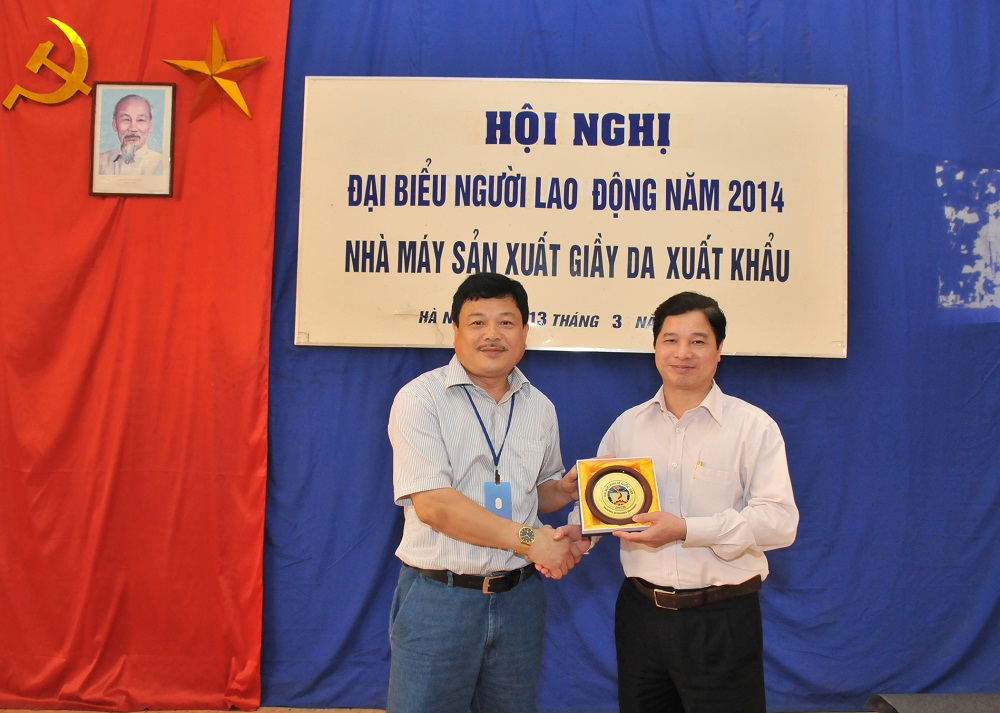 HỘI NGHỊ
ĐẠI BIỂU NGƯỜI LAO ĐỘNG NĂM 2014
NHÀ MÁY SẢN XUẤT GIẦY DA XUẤT KHẨU
HÀ 13 THÁNG 3